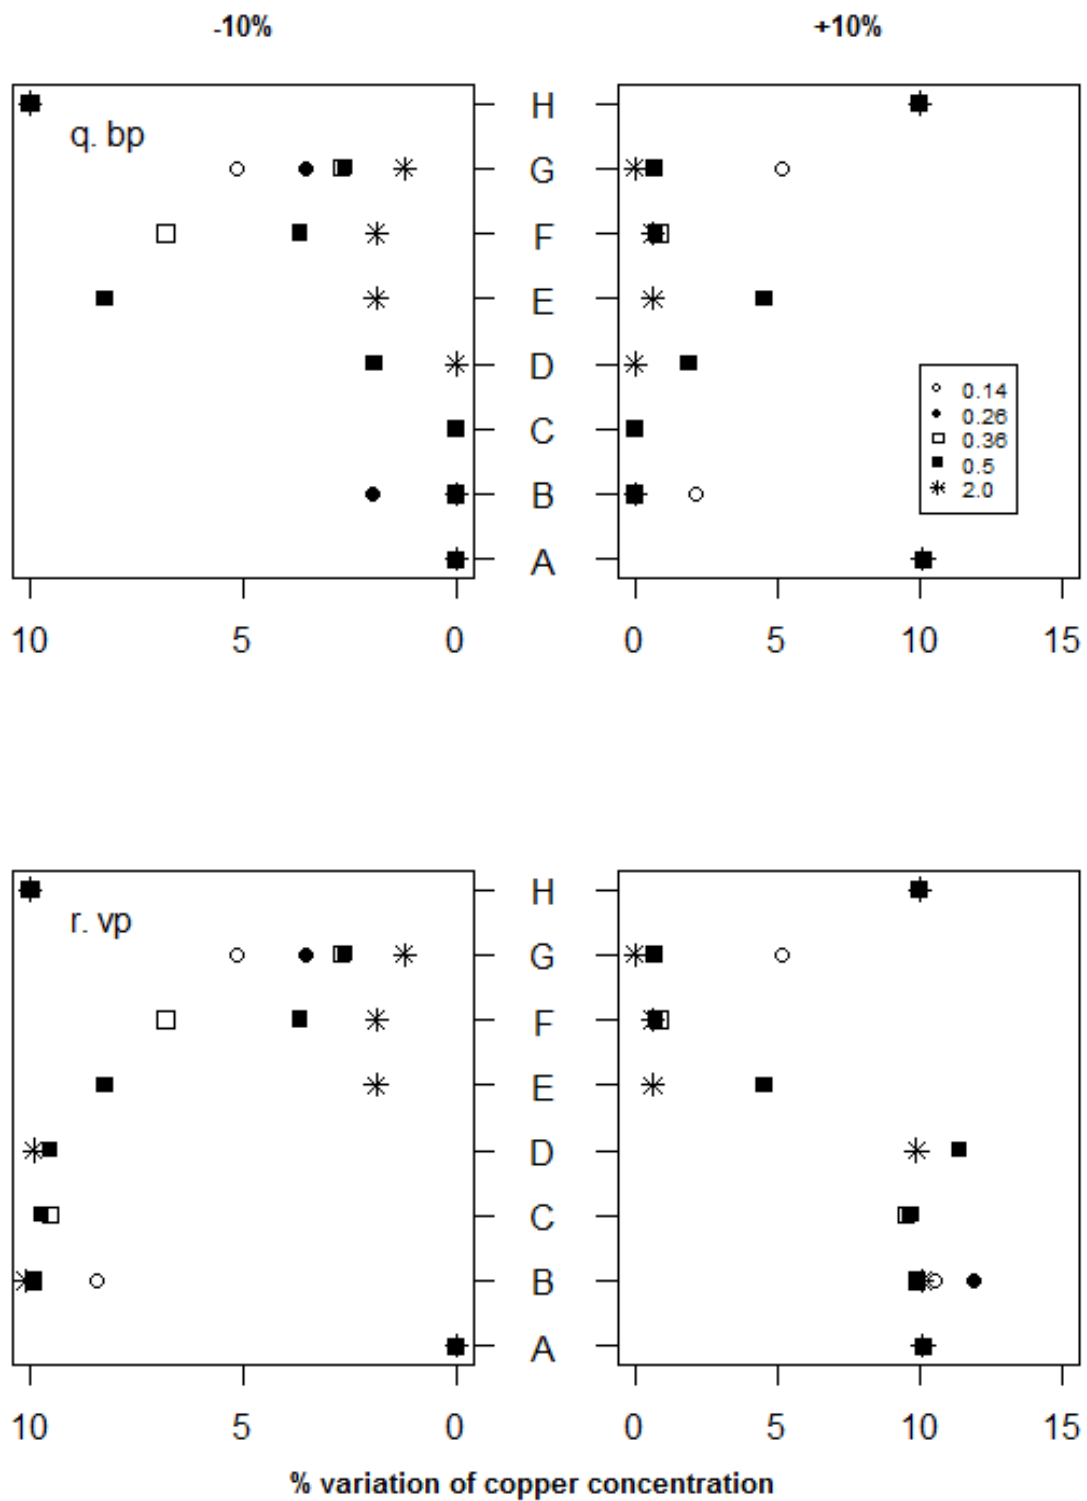 -10%
+10%
q. bp
H
G
F
E
D
C
B
A
0.14
0.26
0.36
0.5
2.0
10 5 0
0 5 10 15
r. vp
H
G
F
E
D
C
B
A
10 5 0
0 5 10 15
% variation of copper concentration